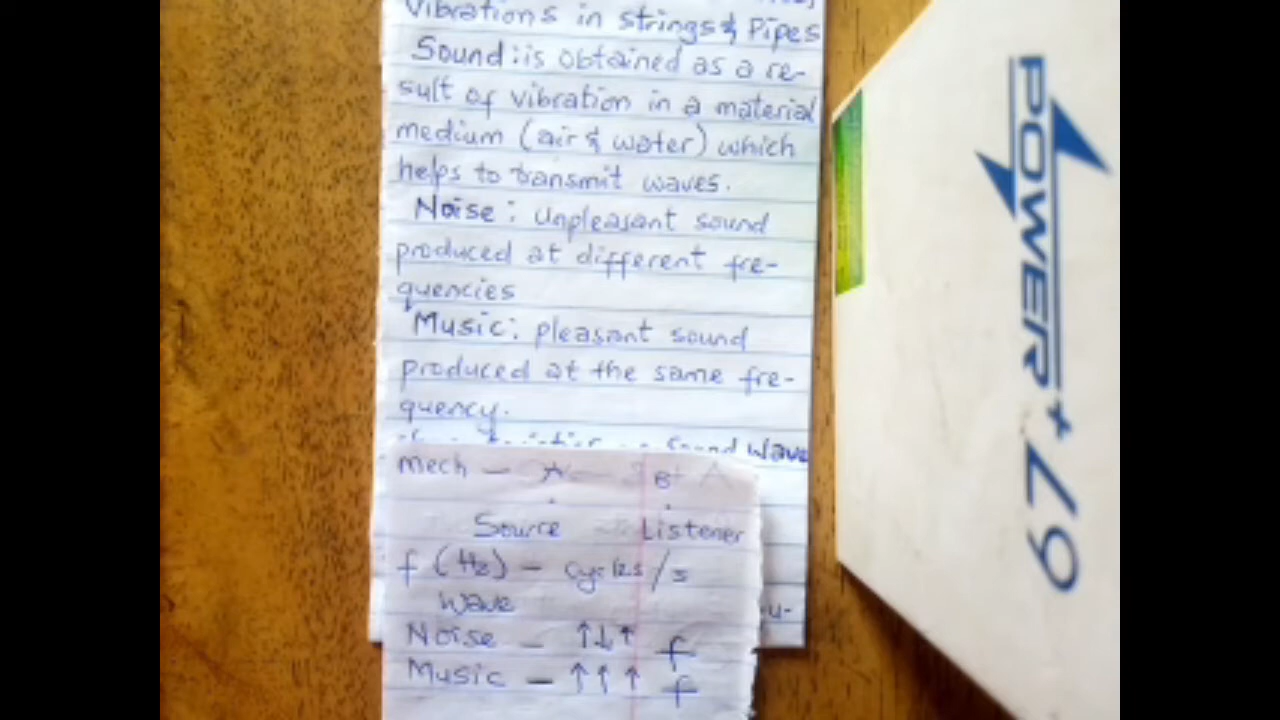 Vibrations in strings & Pipes
Sound: is obtained as a re-
sult of vibration in a material
medium (air & water) which
helps to transmit waves.
Noise: Unpleasant sound
produced at different fre-
quencies
Music: pleasant sound
produced at the same fre-
quency.
Sound Wave
Mech - A B
Source Listener
f (Hz) - cycles/s
wave
Noise - ↑↓↑ f
Music - ↑↑↑ f
u-
POWER + L9